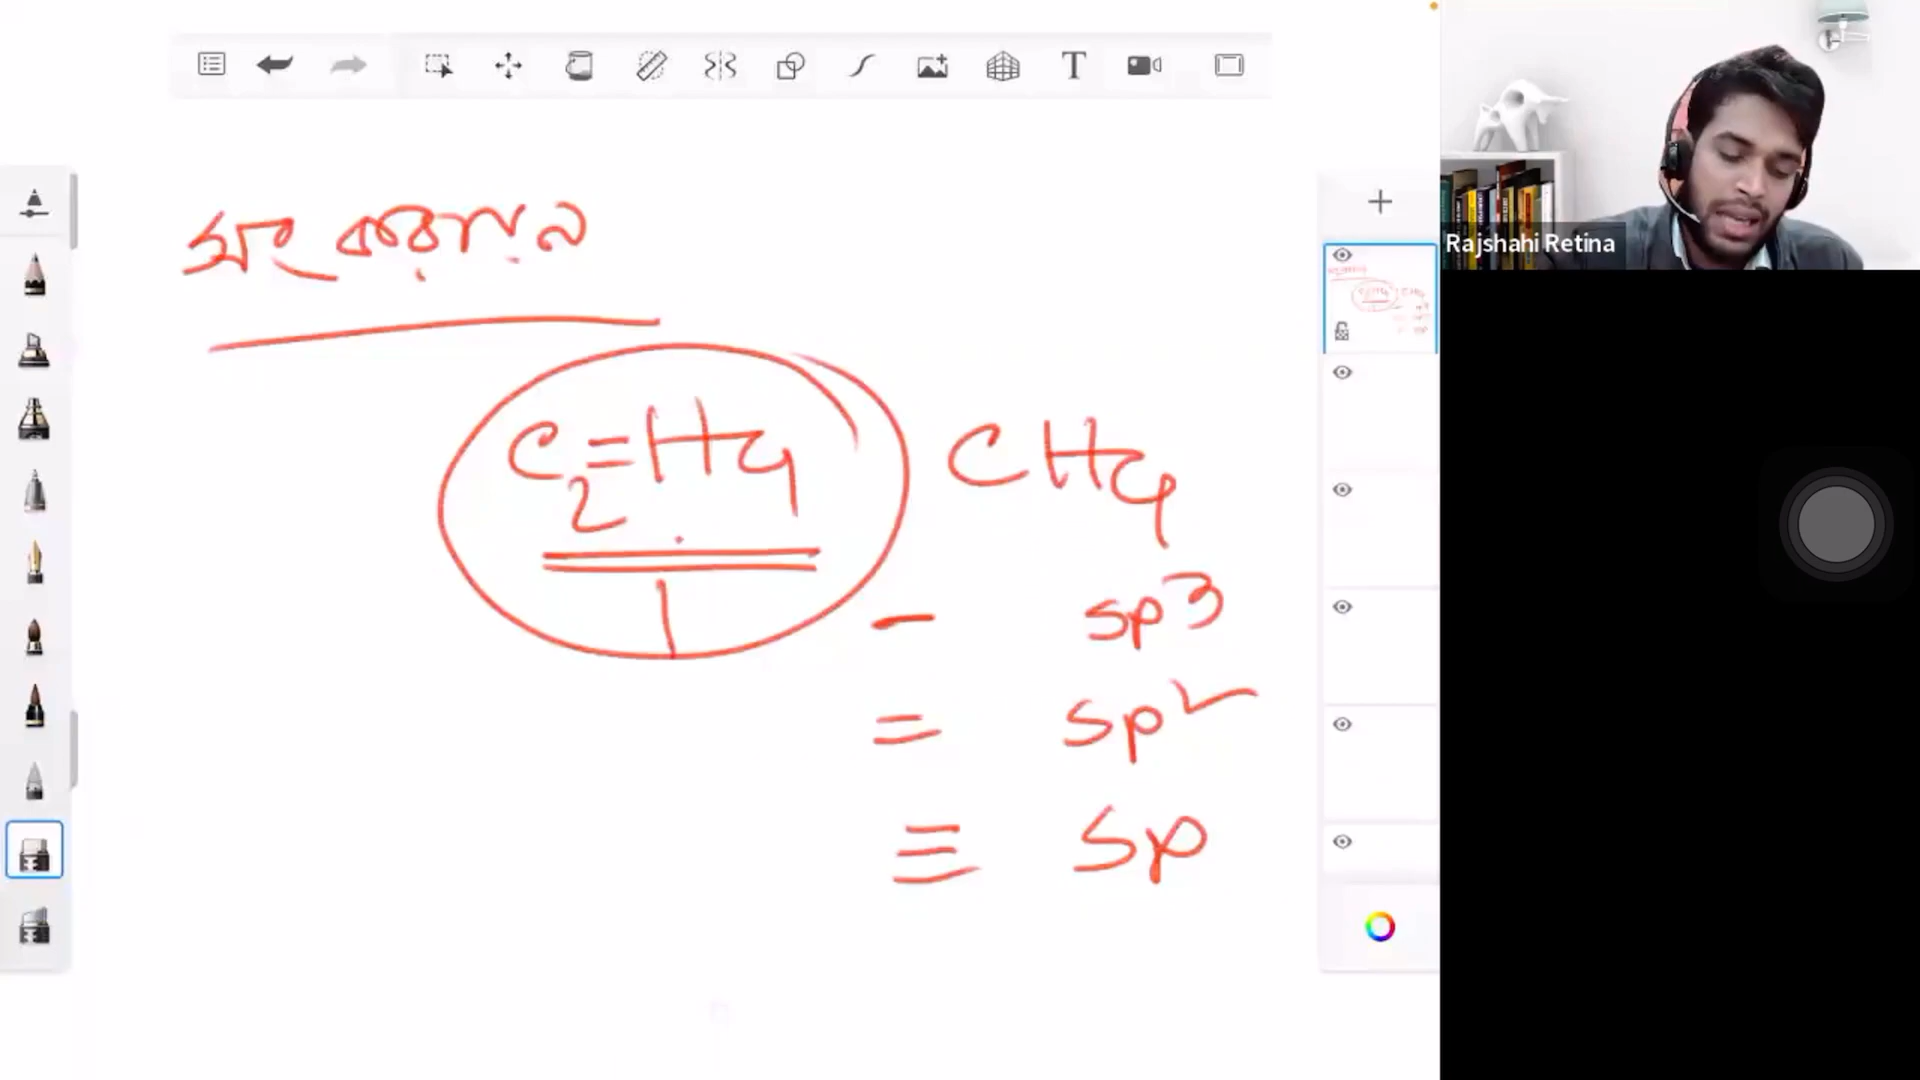 সংকরায়ন
C2=H4 CH4
- sp3
= sp2
≡ sp
Rajshahi Retina
T